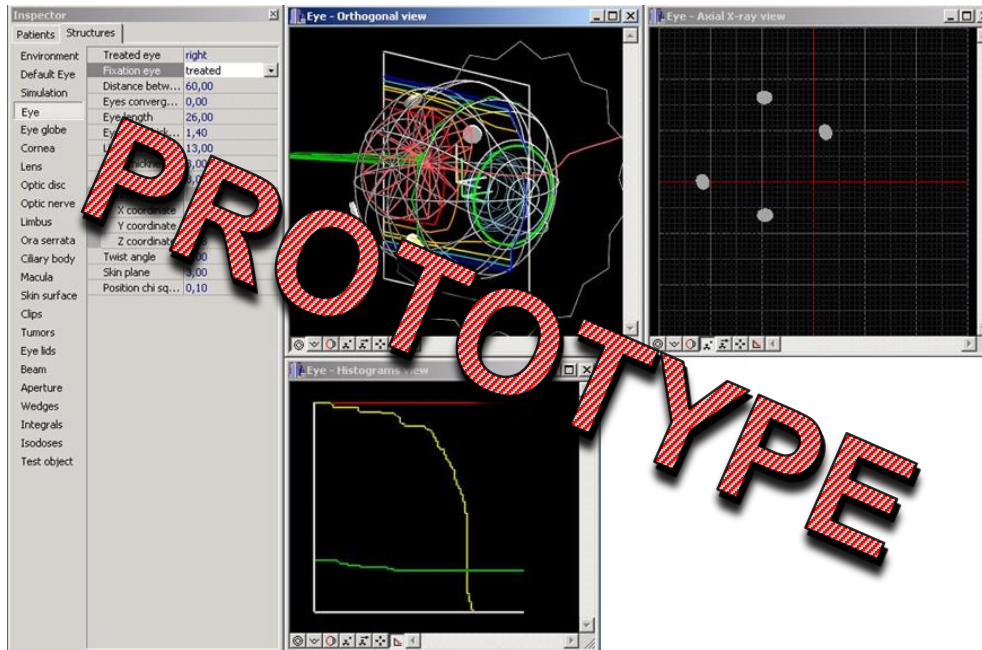 Inspector
Patients Structures
Environment
Default Eye
Simulation
Eye
Eye globe
Cornea
Lens
Optic disc
Optic nerve
Limbus
Ora serrata
Ciliary body
Macula
Skin surface
Clips
Tumors
Eye lids
Beam
Aperture
Wedges
Integrals
Isodoses
Test object
Treated eye right
Fixation eye treated
Distance betw... 60,00
Eyes converg... 0,00
Eye length 26,00
1,40
13,00
X coordinate
Y coordinate
Z coordinate
Twist angle
Skin plane 3,00
Position chi sq... 0,10
Eye - Orthogonal view
Eye - Axial X-ray view
Eye - Histograms view
PROTOTYPE